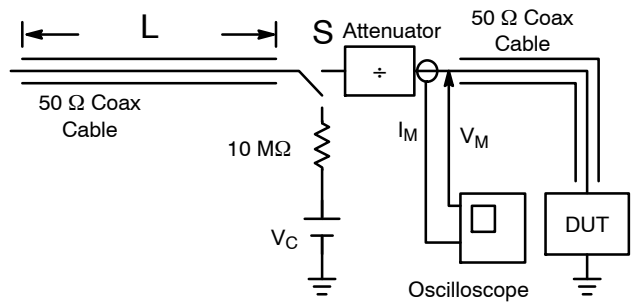 L
S
Attenuator
÷
50 Ω Coax
Cable
50 Ω Coax
Cable
10 MΩ
I_M
V_M
V_C
DUT
Oscilloscope